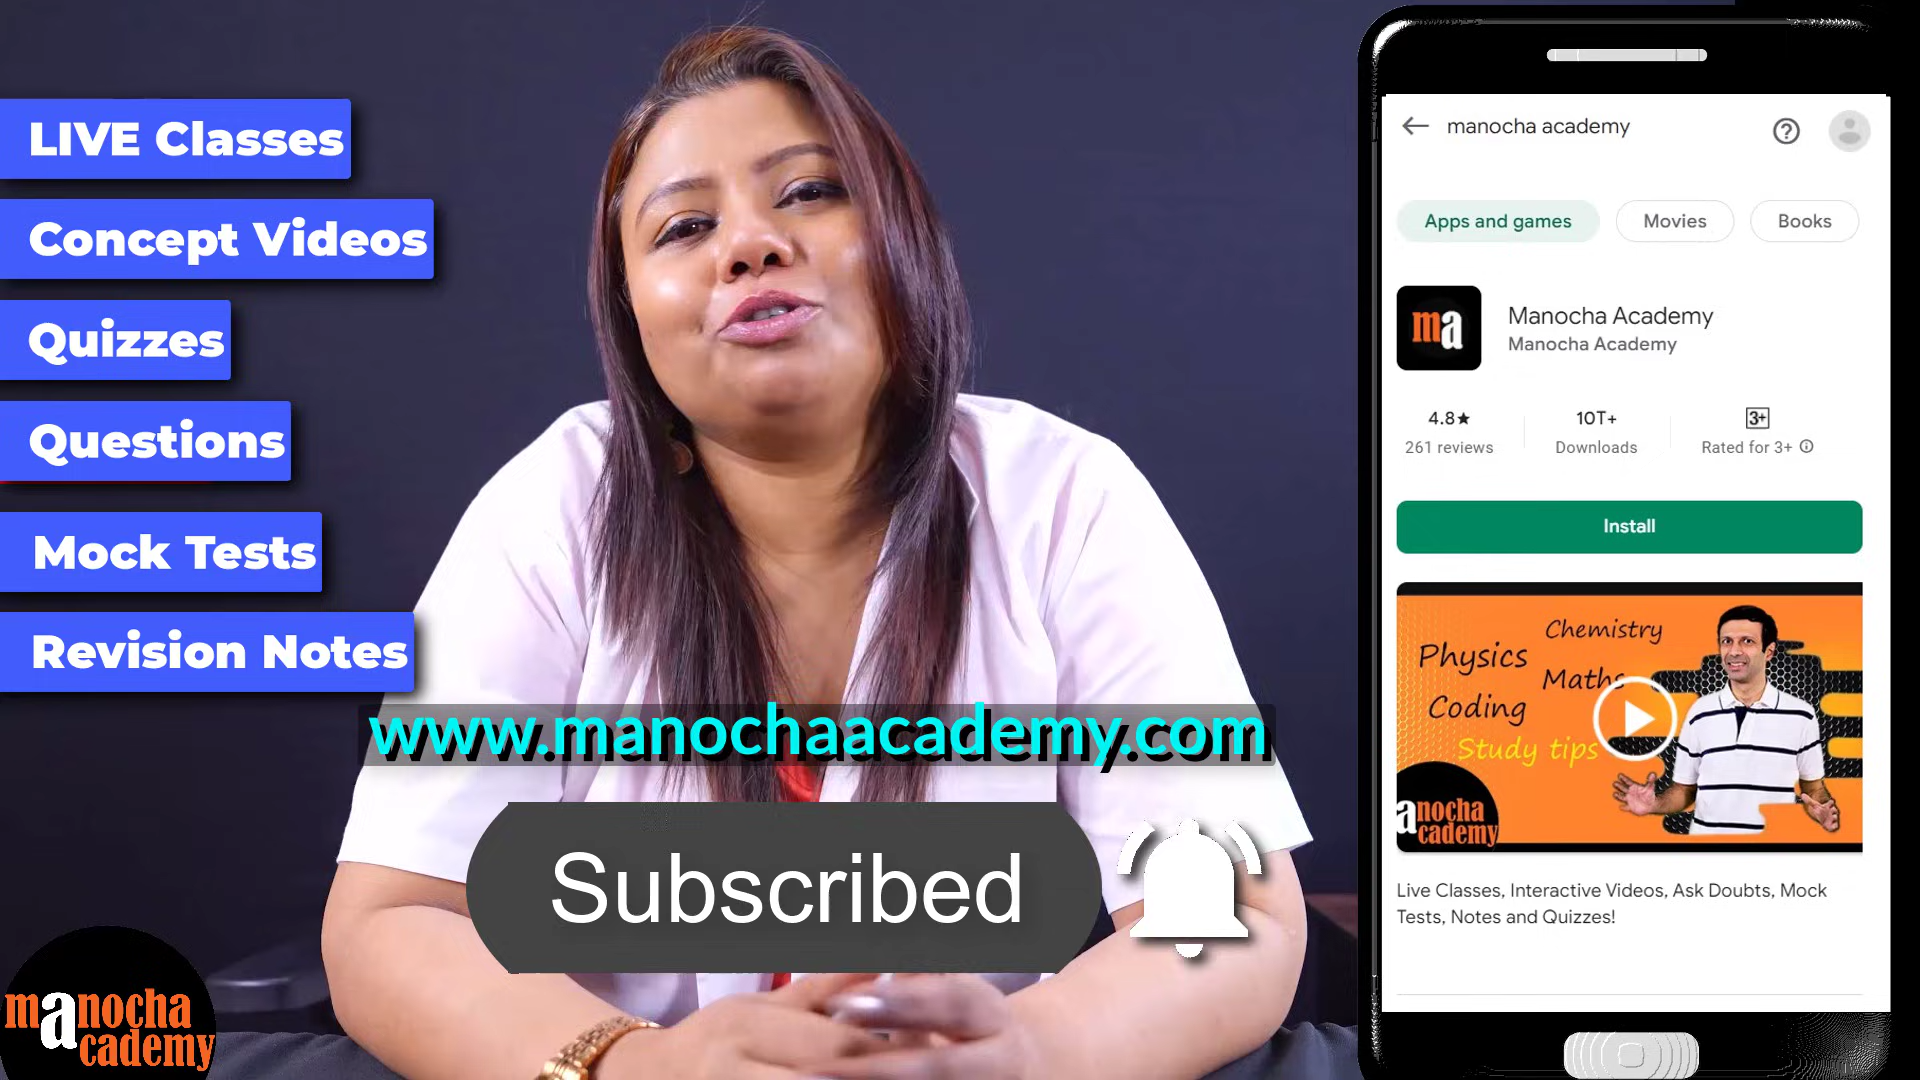 LIVE Classes
Concept Videos
Quizzes
Questions
Mock Tests
Revision Notes
www.manochaacademy.com
Subscribed
manocha
academy
manocha academy
Apps and games
Movies
Books
ma
Manocha Academy
Manocha Academy
4.8★
261 reviews
10T+
Downloads
3+
Rated for 3+
Install
Chemistry
Physics
Maths
Coding
Study tips
manocha
academy
Live Classes, Interactive Videos, Ask Doubts, Mock
Tests, Notes and Quizzes!